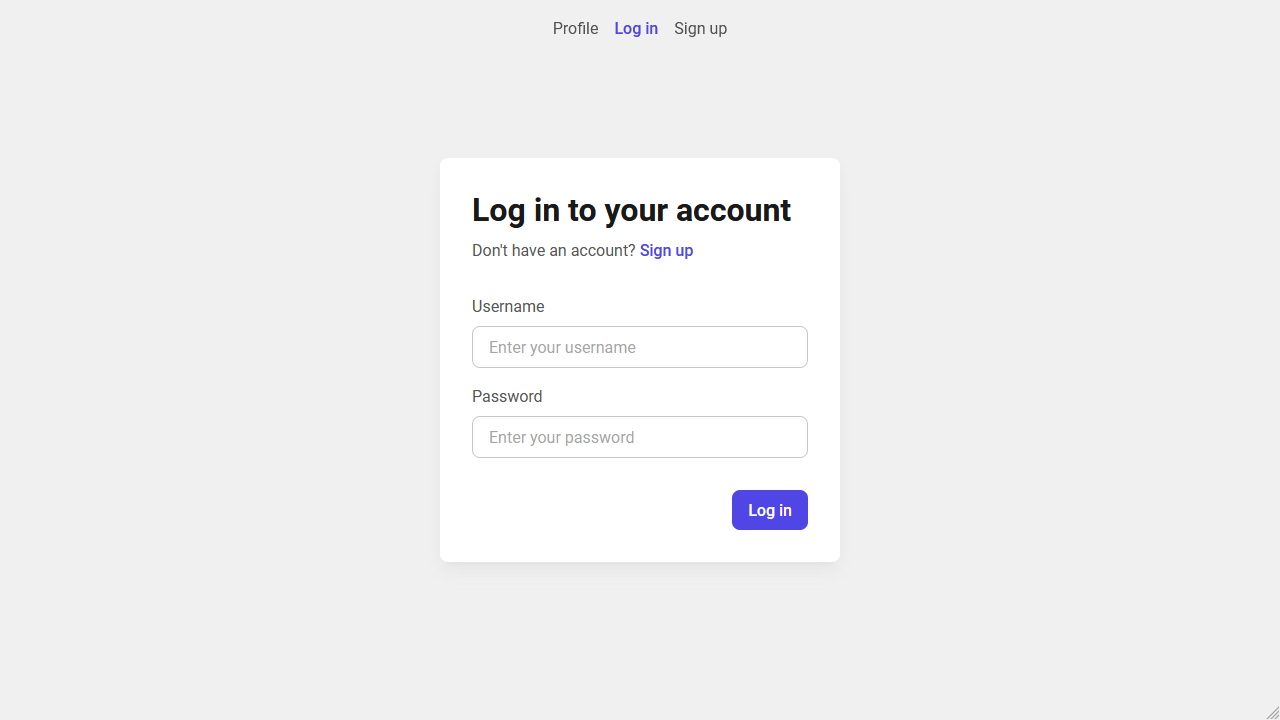 Profile Log in Sign up
Log in to your account
Don't have an account? Sign up
Username
Enter your username
Password
Enter your password
Log in